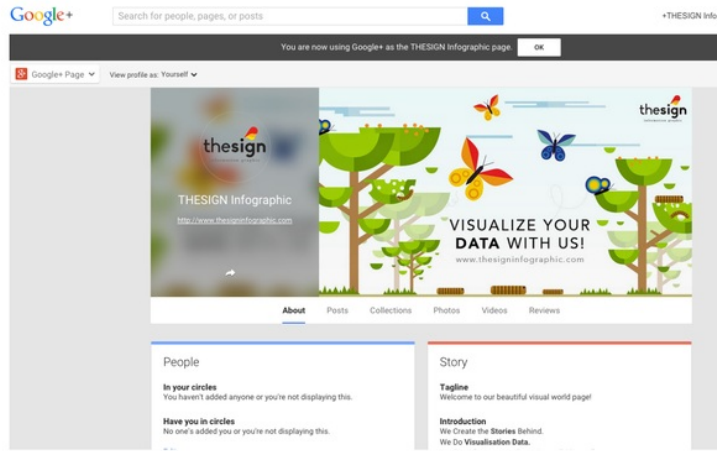 Google+
Search for people, pages, or posts
+THESIGN Info
You are now using Google+ as the THESIGN Infographic page.
OK
Google+ Page
View profile as: Yourself
thesign
THESIGN Infographic
http://www.thesigninfographic.com
thesign
VISUALIZE YOUR
DATA WITH US!
www.thesigninfographic.com
About
Posts
Collections
Photos
Videos
Reviews
People
In your circles
You haven't added anyone or you're not displaying this.
Have you in circles
No one's added you or you're not displaying this.
Story
Tagline
Welcome to our beautiful visual world page!
Introduction
We Create the Stories Behind.
We Do Visualisation Data.